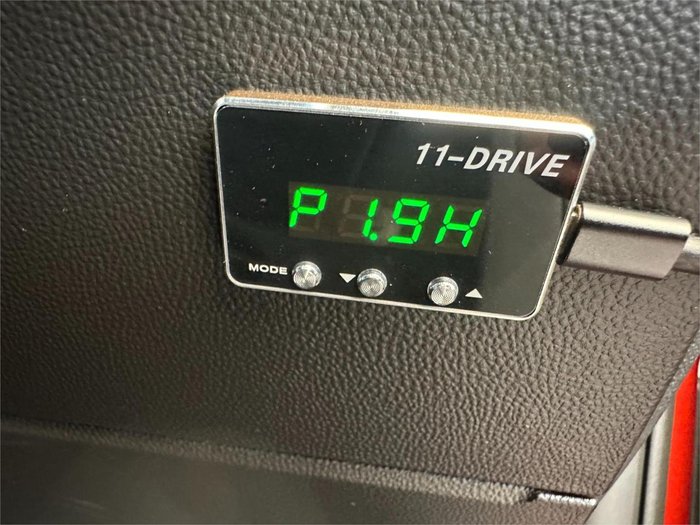 11-DRIVE
P 1.9H
MODE ▼ ▲